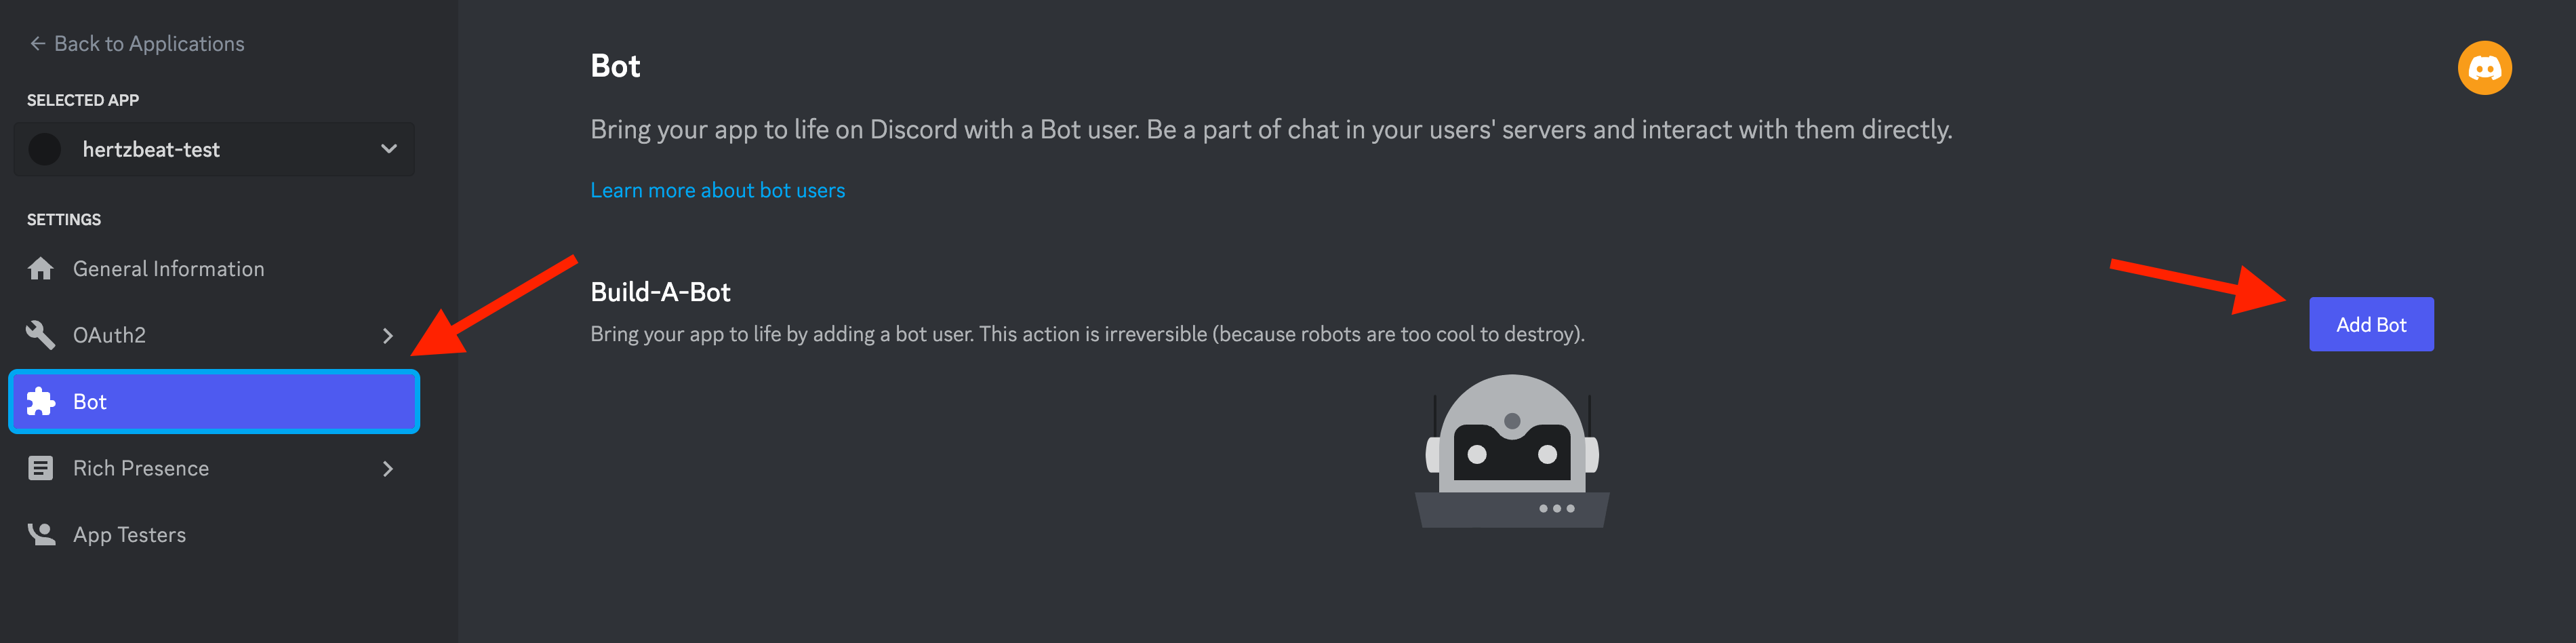 ← Back to Applications
SELECTED APP
hertzbeat-test
SETTINGS
General Information
OAuth2
Bot
Rich Presence
App Testers
Bot
Bring your app to life on Discord with a Bot user. Be a part of chat in your users' servers and interact with them directly.
Learn more about bot users
Build-A-Bot
Bring your app to life by adding a bot user. This action is irreversible (because robots are too cool to destroy).
Add Bot